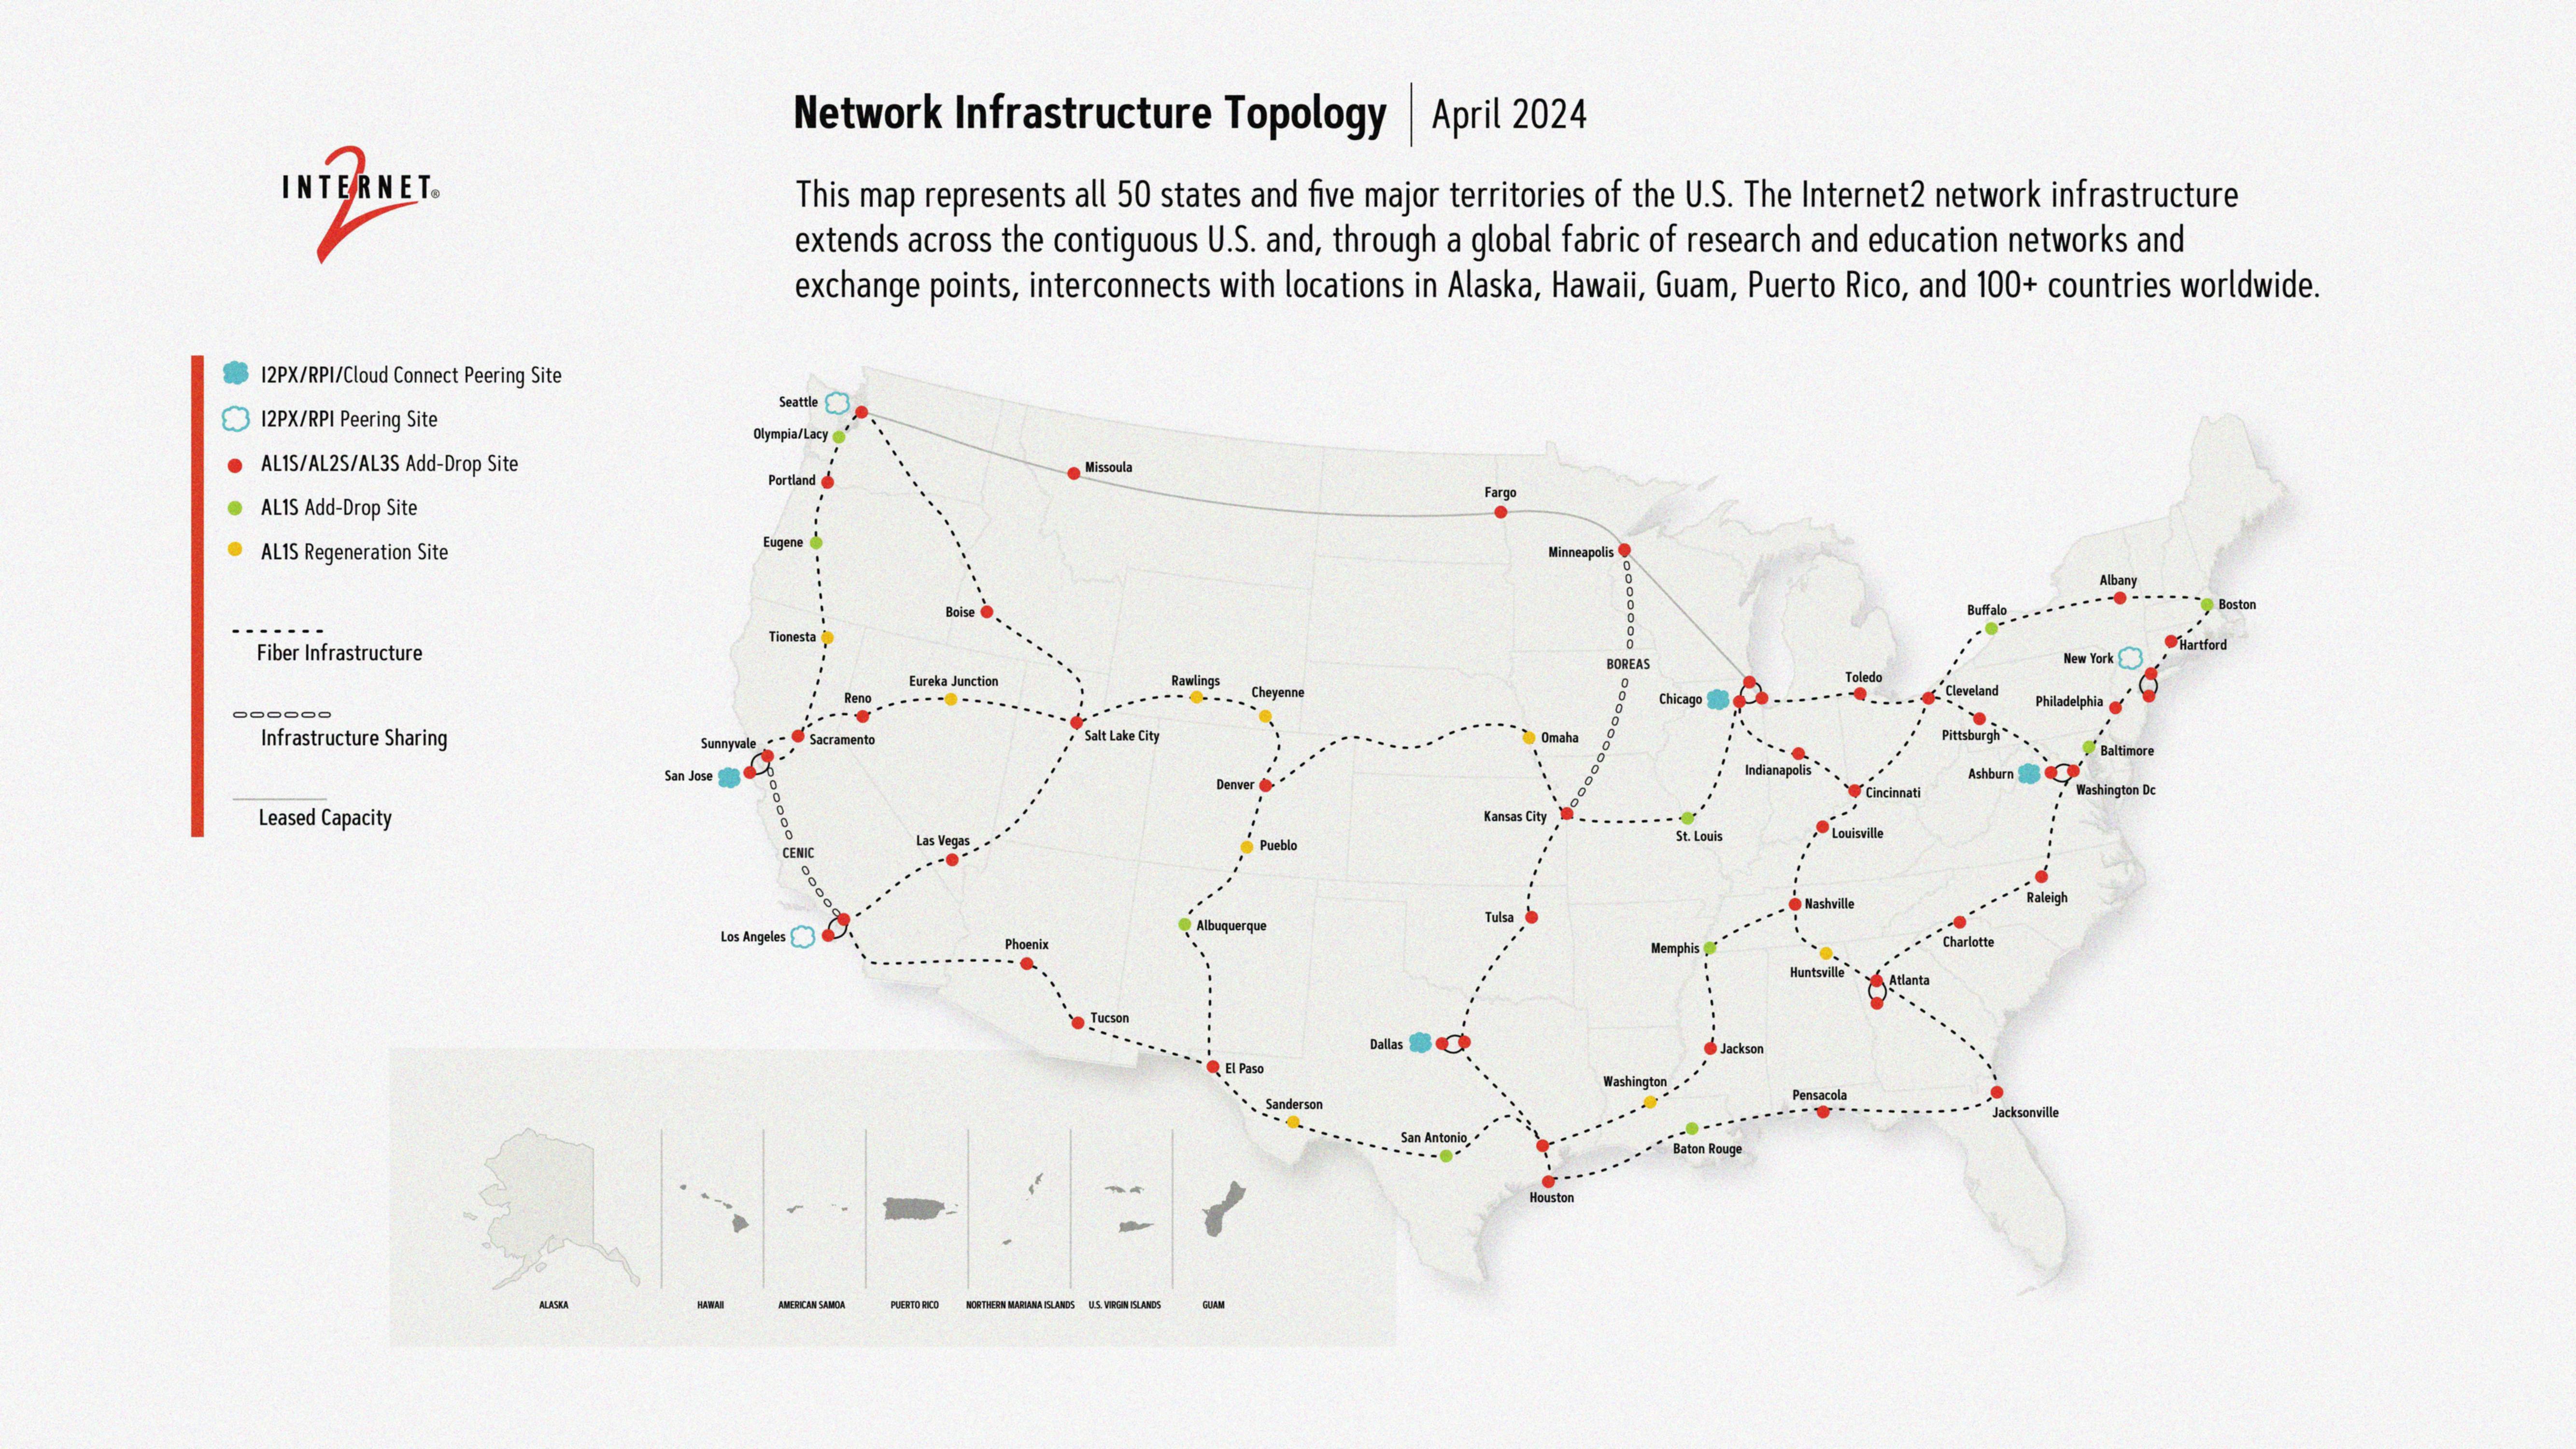 Network Infrastructure Topology | April 2024
INTERNET®
2
This map represents all 50 states and five major territories of the U.S. The Internet2 network infrastructure
extends across the contiguous U.S. and, through a global fabric of research and education networks and
exchange points, interconnects with locations in Alaska, Hawaii, Guam, Puerto Rico, and 100+ countries worldwide.
I2PX/RPI/Cloud Connect Peering Site
I2PX/RPI Peering Site
AL1S/AL2S/AL3S Add-Drop Site
AL1S Add-Drop Site
AL1S Regeneration Site
Fiber Infrastructure
Infrastructure Sharing
Leased Capacity
Seattle
Olympia/Lacy
Portland
Missoula
Fargo
Eugene
Minneapolis
Albany
Boston
Buffalo
Boise
Tionesta
Hartford
New York
BOREAS
Eureka Junction
Rawlings
Cheyenne
Reno
Chicago
Toledo
Cleveland
Philadelphia
Sacramento
Salt Lake City
Omaha
Pittsburgh
Sunnyvale
Baltimore
San Jose
Indianapolis
Ashburn
Denver
Washington Dc
Cincinnati
Kansas City
St. Louis
Louisville
Las Vegas
Pueblo
CENIC
Raleigh
Nashville
Tulsa
Albuquerque
Los Angeles
Phoenix
Charlotte
Memphis
Huntsville
Atlanta
Tucson
Dallas
Jackson
El Paso
Washington
Sanderson
Pensacola
Jacksonville
San Antonio
Baton Rouge
Houston
ALASKA
HAWAII
AMERICAN SAMOA
PUERTO RICO
NORTHERN MARIANA ISLANDS
U.S. VIRGIN ISLANDS
GUAM